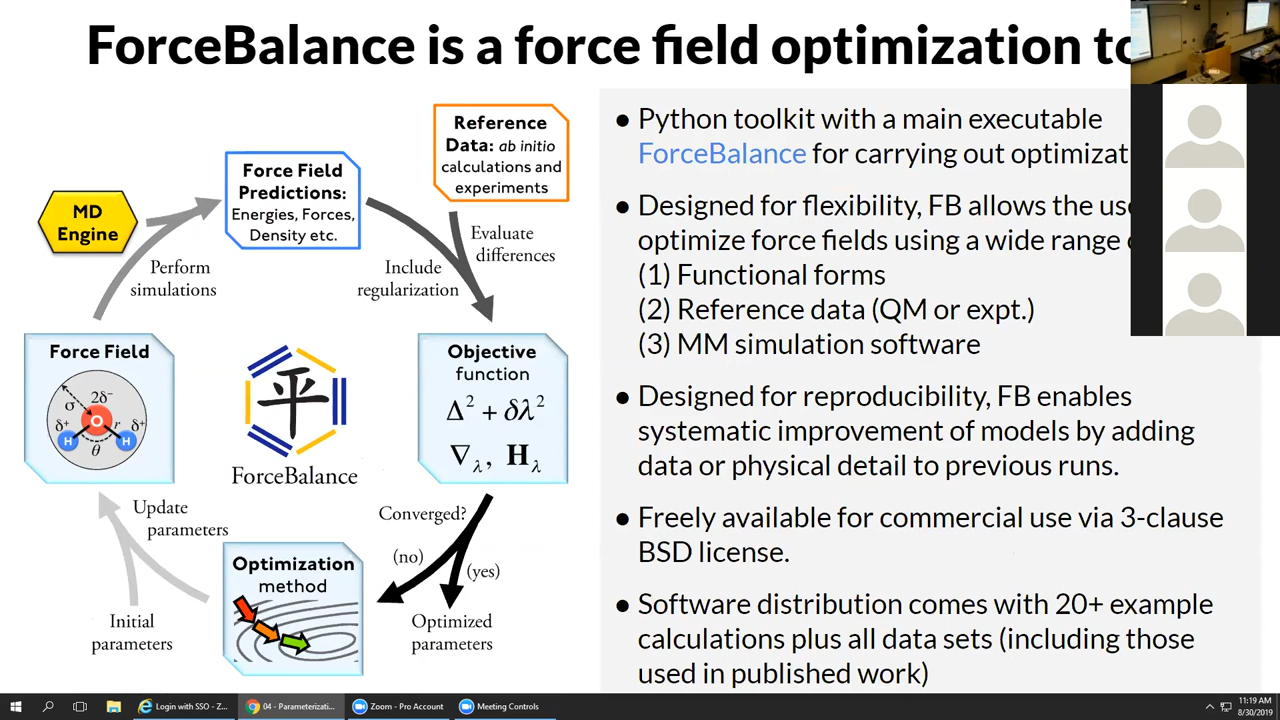 ForceBalance is a force field optimization
MD
Engine
Perform
simulations
Force Field
Predictions:
Energies, Forces,
Density etc.
Reference
Data: ab initio
calculations and
experiments
Evaluate
differences
Include
regularization
Force Field
σ
2δ⁻
δ⁺
r
δ⁺
H
O
H
θ
平
ForceBalance
Objective
function
Δ² + δλ²
∇λ, Hλ
Converged?
(no)
(yes)
Optimized
parameters
Optimization
method
Update
parameters
Initial
parameters
● Python toolkit with a main executable
ForceBalance for carrying out
● Designed for flexibility, FB allows the
optimize force fields using a wide range
(1) Functional forms
(2) Reference data (QM or expt.)
(3) MM simulation software
● Designed for reproducibility, FB enables
systematic improvement of models by adding
data or physical detail to previous runs.
● Freely available for commercial use via 3-clause
BSD license.
● Software distribution comes with 20+ example
calculations plus all data sets (including those
used in published work)
Login with SSO - Z...
04 - Parameterizati...
Zoom - Pro Account
Meeting Controls
11:19 AM
8/30/2019